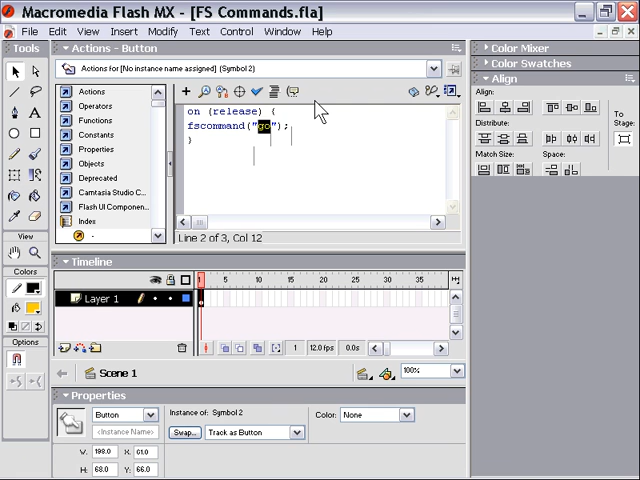 Macromedia Flash MX - [FS Commands.fla]
File Edit View Insert Modify Text Control Window Help
Tools
View
Colors
Options
Actions - Button
Actions for [No instance name assigned] (Symbol 2)
Actions
Operators
Functions
Constants
Properties
Objects
Deprecated
Camtasia Studio C...
Flash UI Componen...
Index
on (release) {
fscommand("go");
}
Line 2 of 3, Col 12
Color Mixer
Color Swatches
Align
Align:
Distribute:
Match Size:
Space:
To Stage:
Timeline
1 5 10 15 20 25 30 35
Layer 1
1 12.0 fps 0.0s
Scene 1
100%
Properties
Button
<Instance Name>
Instance of: Symbol 2
Swap...
Track as Button
Color: None
W: 198.0 X: 61.0
H: 68.0 Y: 66.0